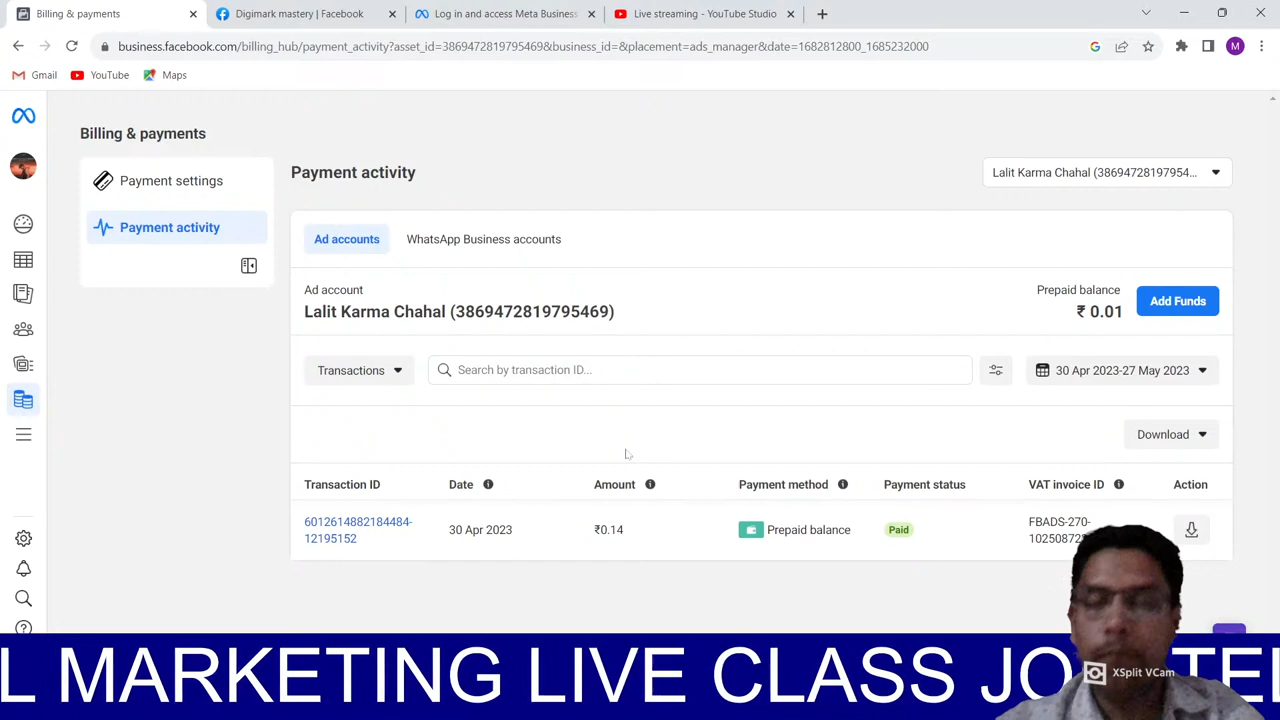 Billing & payments
Digimark mastery | Facebook
Log in and access Meta Business
Live streaming - YouTube Studio
business.facebook.com/billing_hub/payment_activity?asset_id=3869472819795469&business_id=&placement=ads_manager&date=1682812800_1685232000
G
M
Gmail
YouTube
Maps
Billing & payments
Payment settings
Payment activity
Payment activity
Lalit Karma Chahal (38694728197954...
Ad accounts
WhatsApp Business accounts
Ad account
Lalit Karma Chahal (3869472819795469)
Prepaid balance
₹ 0.01
Add Funds
Transactions
Search by transaction ID...
30 Apr 2023-27 May 2023
Download
Transaction ID
Date
Amount
Payment method
Payment status
VAT invoice ID
Action
6012614882184484-
12195152
30 Apr 2023
₹0.14
Prepaid balance
Paid
FBADS-270-
XSplit VCam
L MARKETING LIVE CLASS